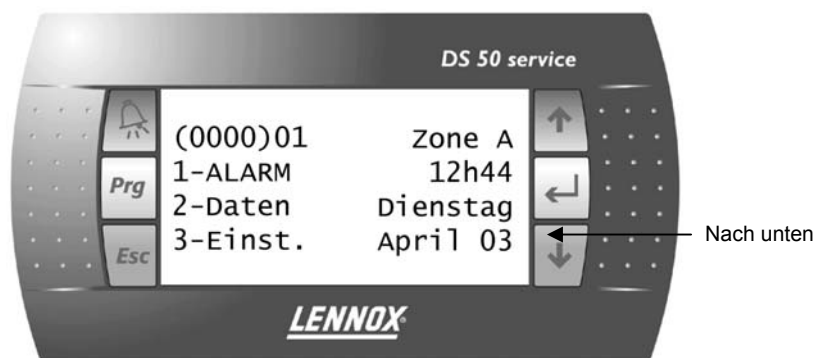 DS 50 service
(0000)01 Zone A
1-ALARM 12h44
Prg
2-Daten Dienstag
3-Einst. April 03
Esc
Nach unten
LENNOX